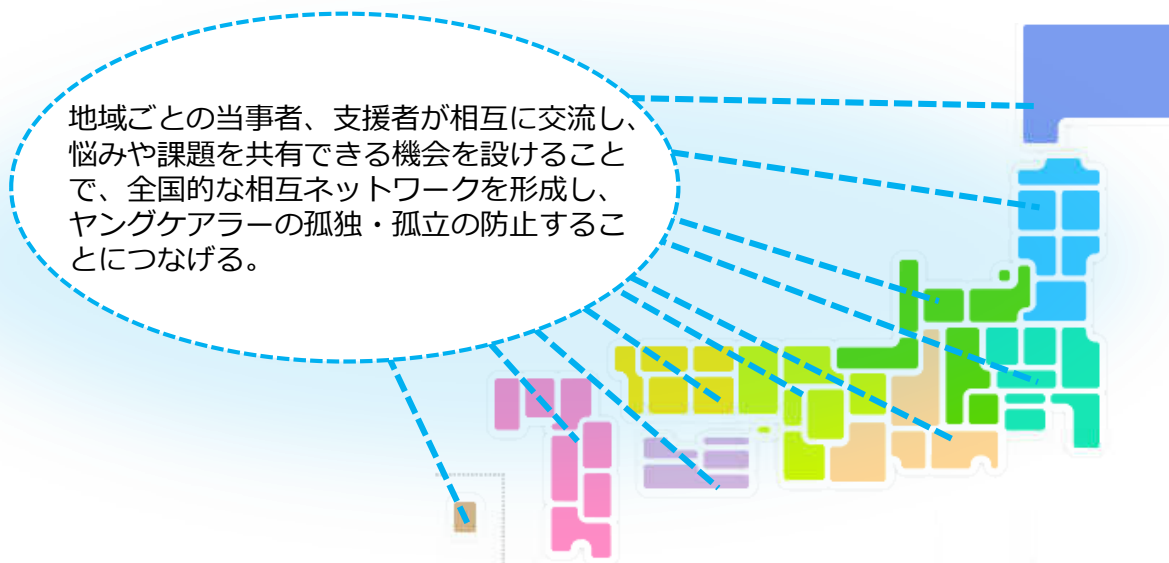 地域ごとの当事者、支援者が相互に交流し、
悩みや課題を共有できる機会を設けること
で、全国的な相互ネットワークを形成し、
ヤングケアラーの孤独・孤立の防止するこ
とにつなげる。